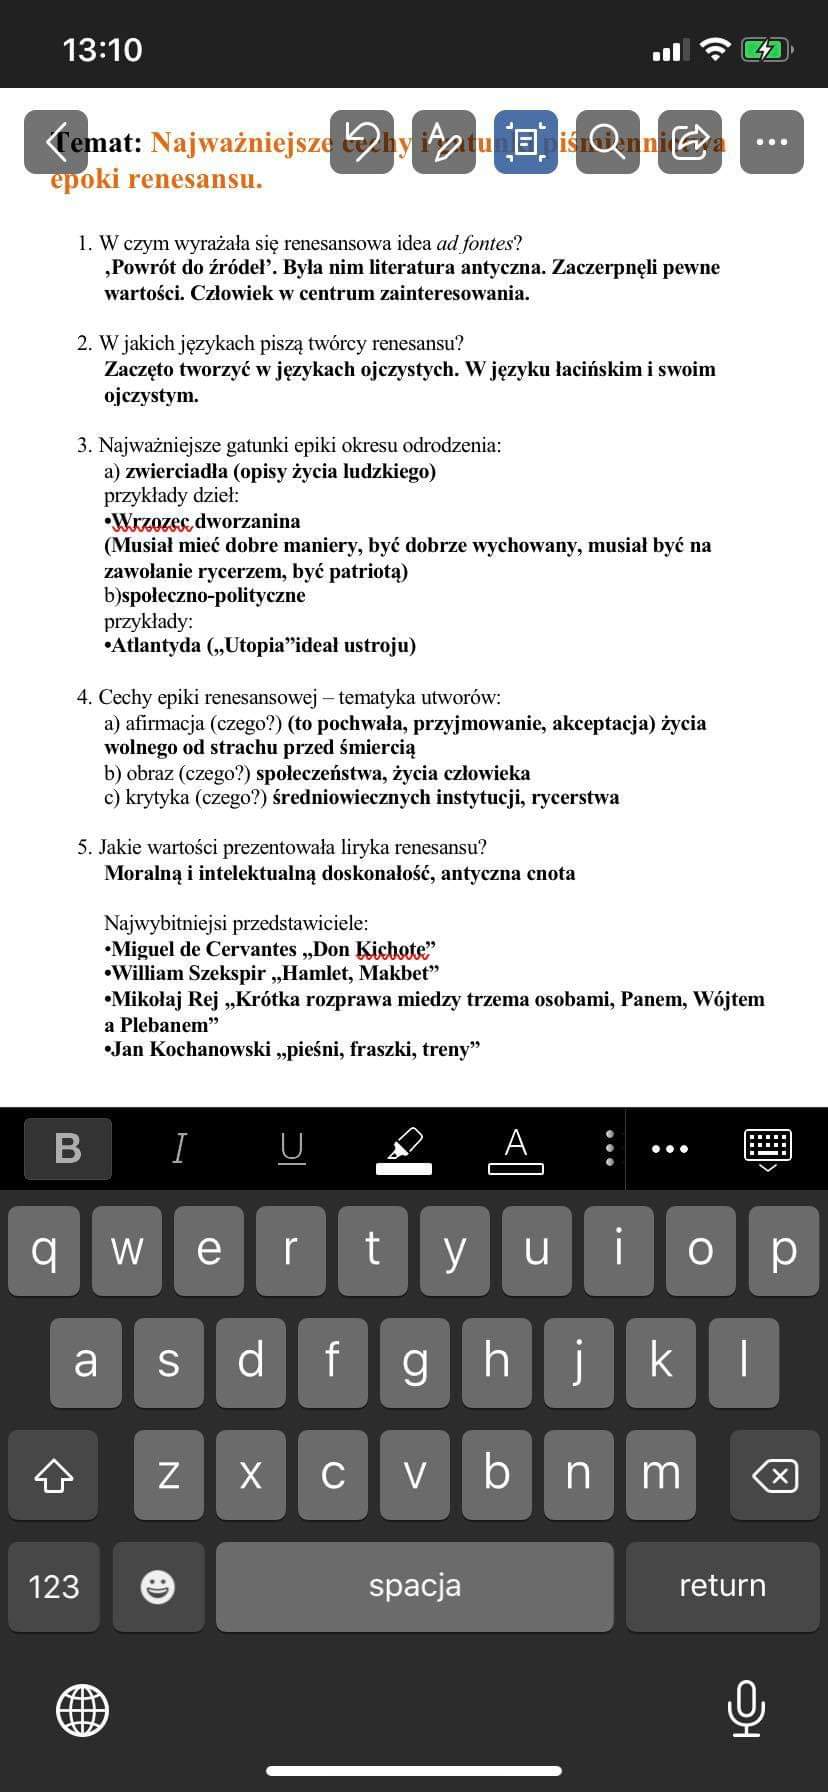 13:10
Temat: Najważniejsze cechy i gatunki piśmiennictwa
epoki renesansu.
1. W czym wyrażała się renesansowa idea ad fontes?
‚Powrót do źródeł’. Była nim literatura antyczna. Zaczerpnęli pewne
wartości. Człowiek w centrum zainteresowania.
2. W jakich językach piszą twórcy renesansu?
Zaczęto tworzyć w językach ojczystych. W języku łacińskim i swoim
ojczystym.
3. Najważniejsze gatunki epiki okresu odrodzenia:
a) zwierciadła (opisy życia ludzkiego)
przykłady dzieł:
•Wrzozec dworzanina
(Musiał mieć dobre maniery, być dobrze wychowany, musiał być na
zawołanie rycerzem, być patriotą)
b)społeczno-polityczne
przykłady:
•Atlantyda („Utopia”ideał ustroju)
4. Cechy epiki renesansowej – tematyka utworów:
a) afirmacja (czego?) (to pochwała, przyjmowanie, akceptacja) życia
wolnego od strachu przed śmiercią
b) obraz (czego?) społeczeństwa, życia człowieka
c) krytyka (czego?) średniowiecznych instytucji, rycerstwa
5. Jakie wartości prezentowała liryka renesansu?
Moralną i intelektualną doskonałość, antyczna cnota
Najwybitniejsi przedstawiciele:
•Miguel de Cervantes „Don Kichote”
•William Szekspir „Hamlet, Makbet”
•Mikołaj Rej „Krótka rozprawa miedzy trzema osobami, Panem, Wójtem
a Plebanem”
•Jan Kochanowski „pieśni, fraszki, treny”
B I U A
q w e r t y u i o p
a s d f g h j k l
z x c v b n m
123 spacja return